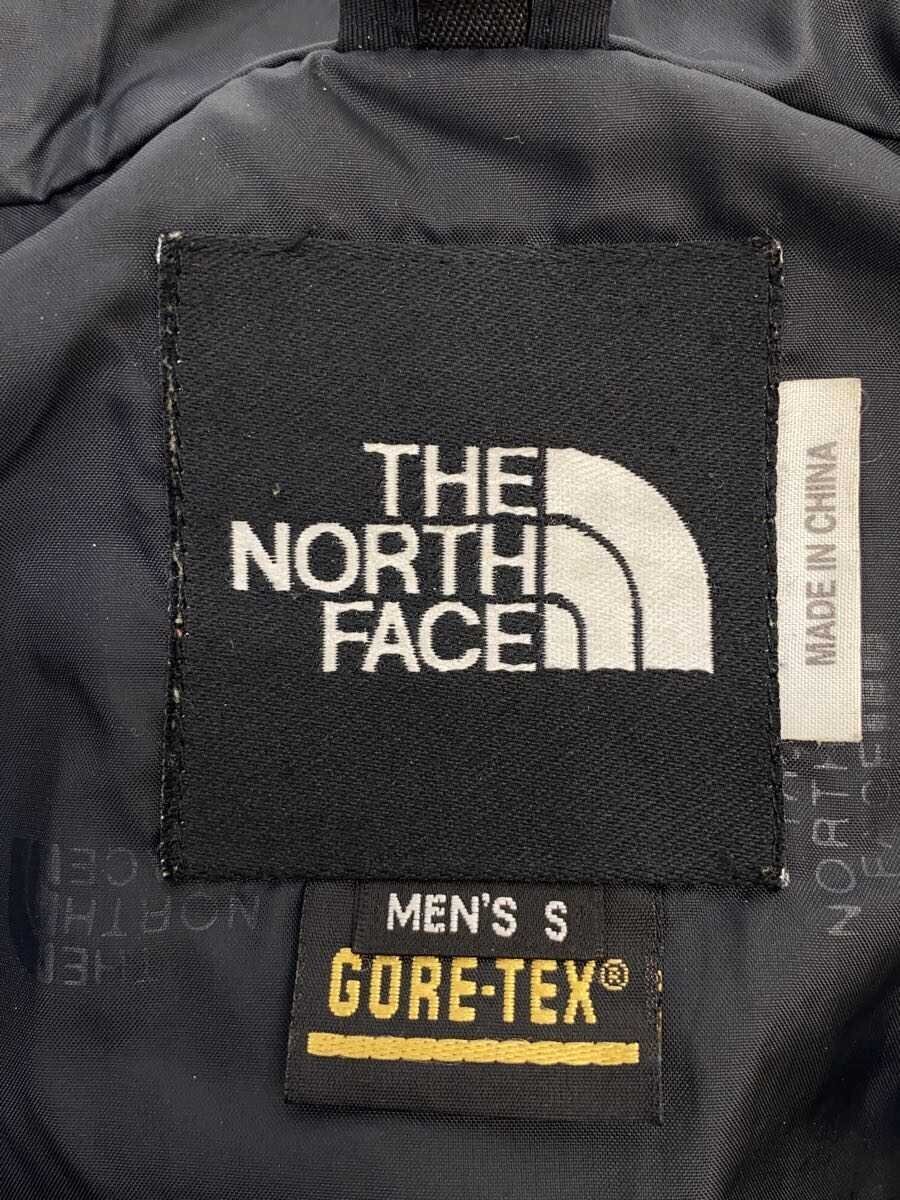 THE
NORTH
FACE
MADE IN CHINA
MEN'S S
GORE-TEX®